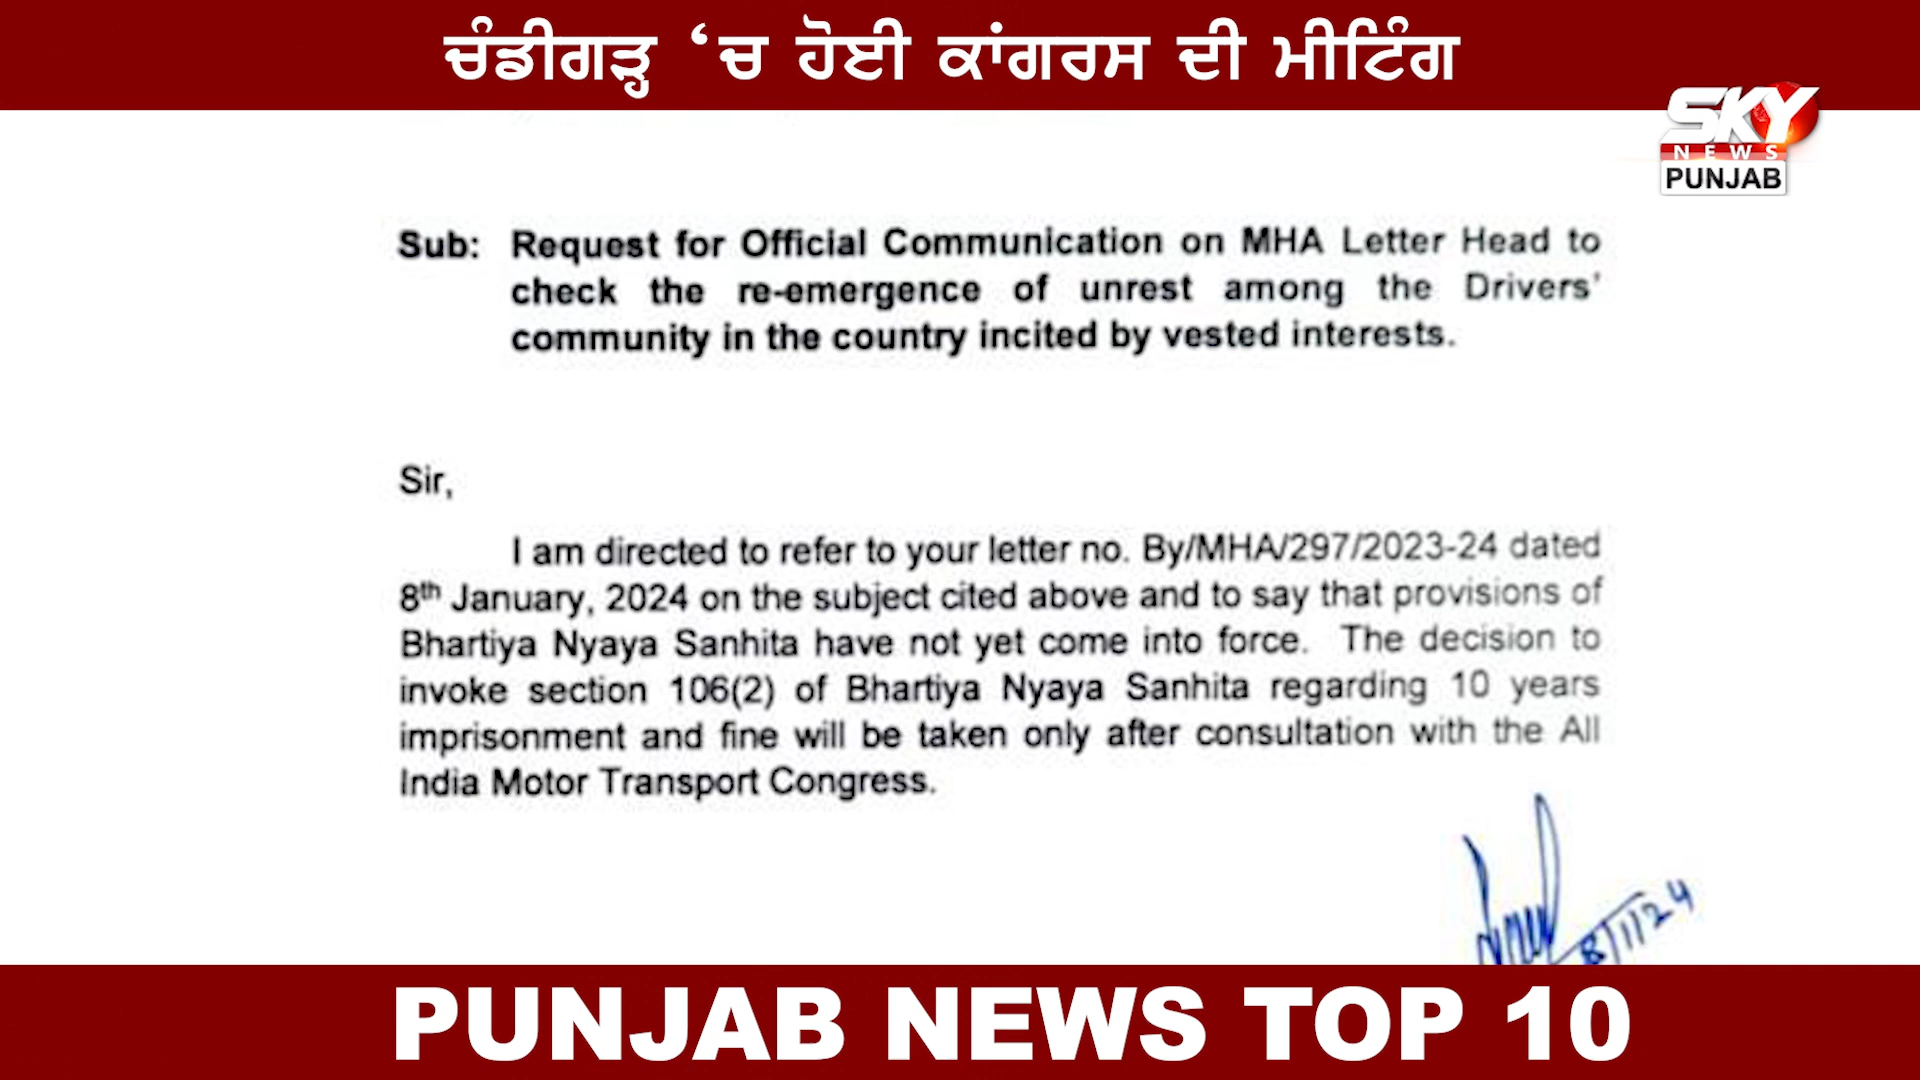 ਚੰਡੀਗੜ੍ਹ ‘ਚ ਹੋਈ ਕਾਂਗਰਸ ਦੀ ਮੀਟਿੰਗ
SKY
NEWS
PUNJAB
Sub: Request for Official Communication on MHA Letter Head to
check the re-emergence of unrest among the Drivers'
community in the country incited by vested interests.
Sir,
I am directed to refer to your letter no. By/MHA/297/2023-24 dated
8th January, 2024 on the subject cited above and to say that provisions of
Bhartiya Nyaya Sanhita have not yet come into force. The decision to
invoke section 106(2) of Bhartiya Nyaya Sanhita regarding 10 years
imprisonment and fine will be taken only after consultation with the All
India Motor Transport Congress.
8/1/24
PUNJAB NEWS TOP 10